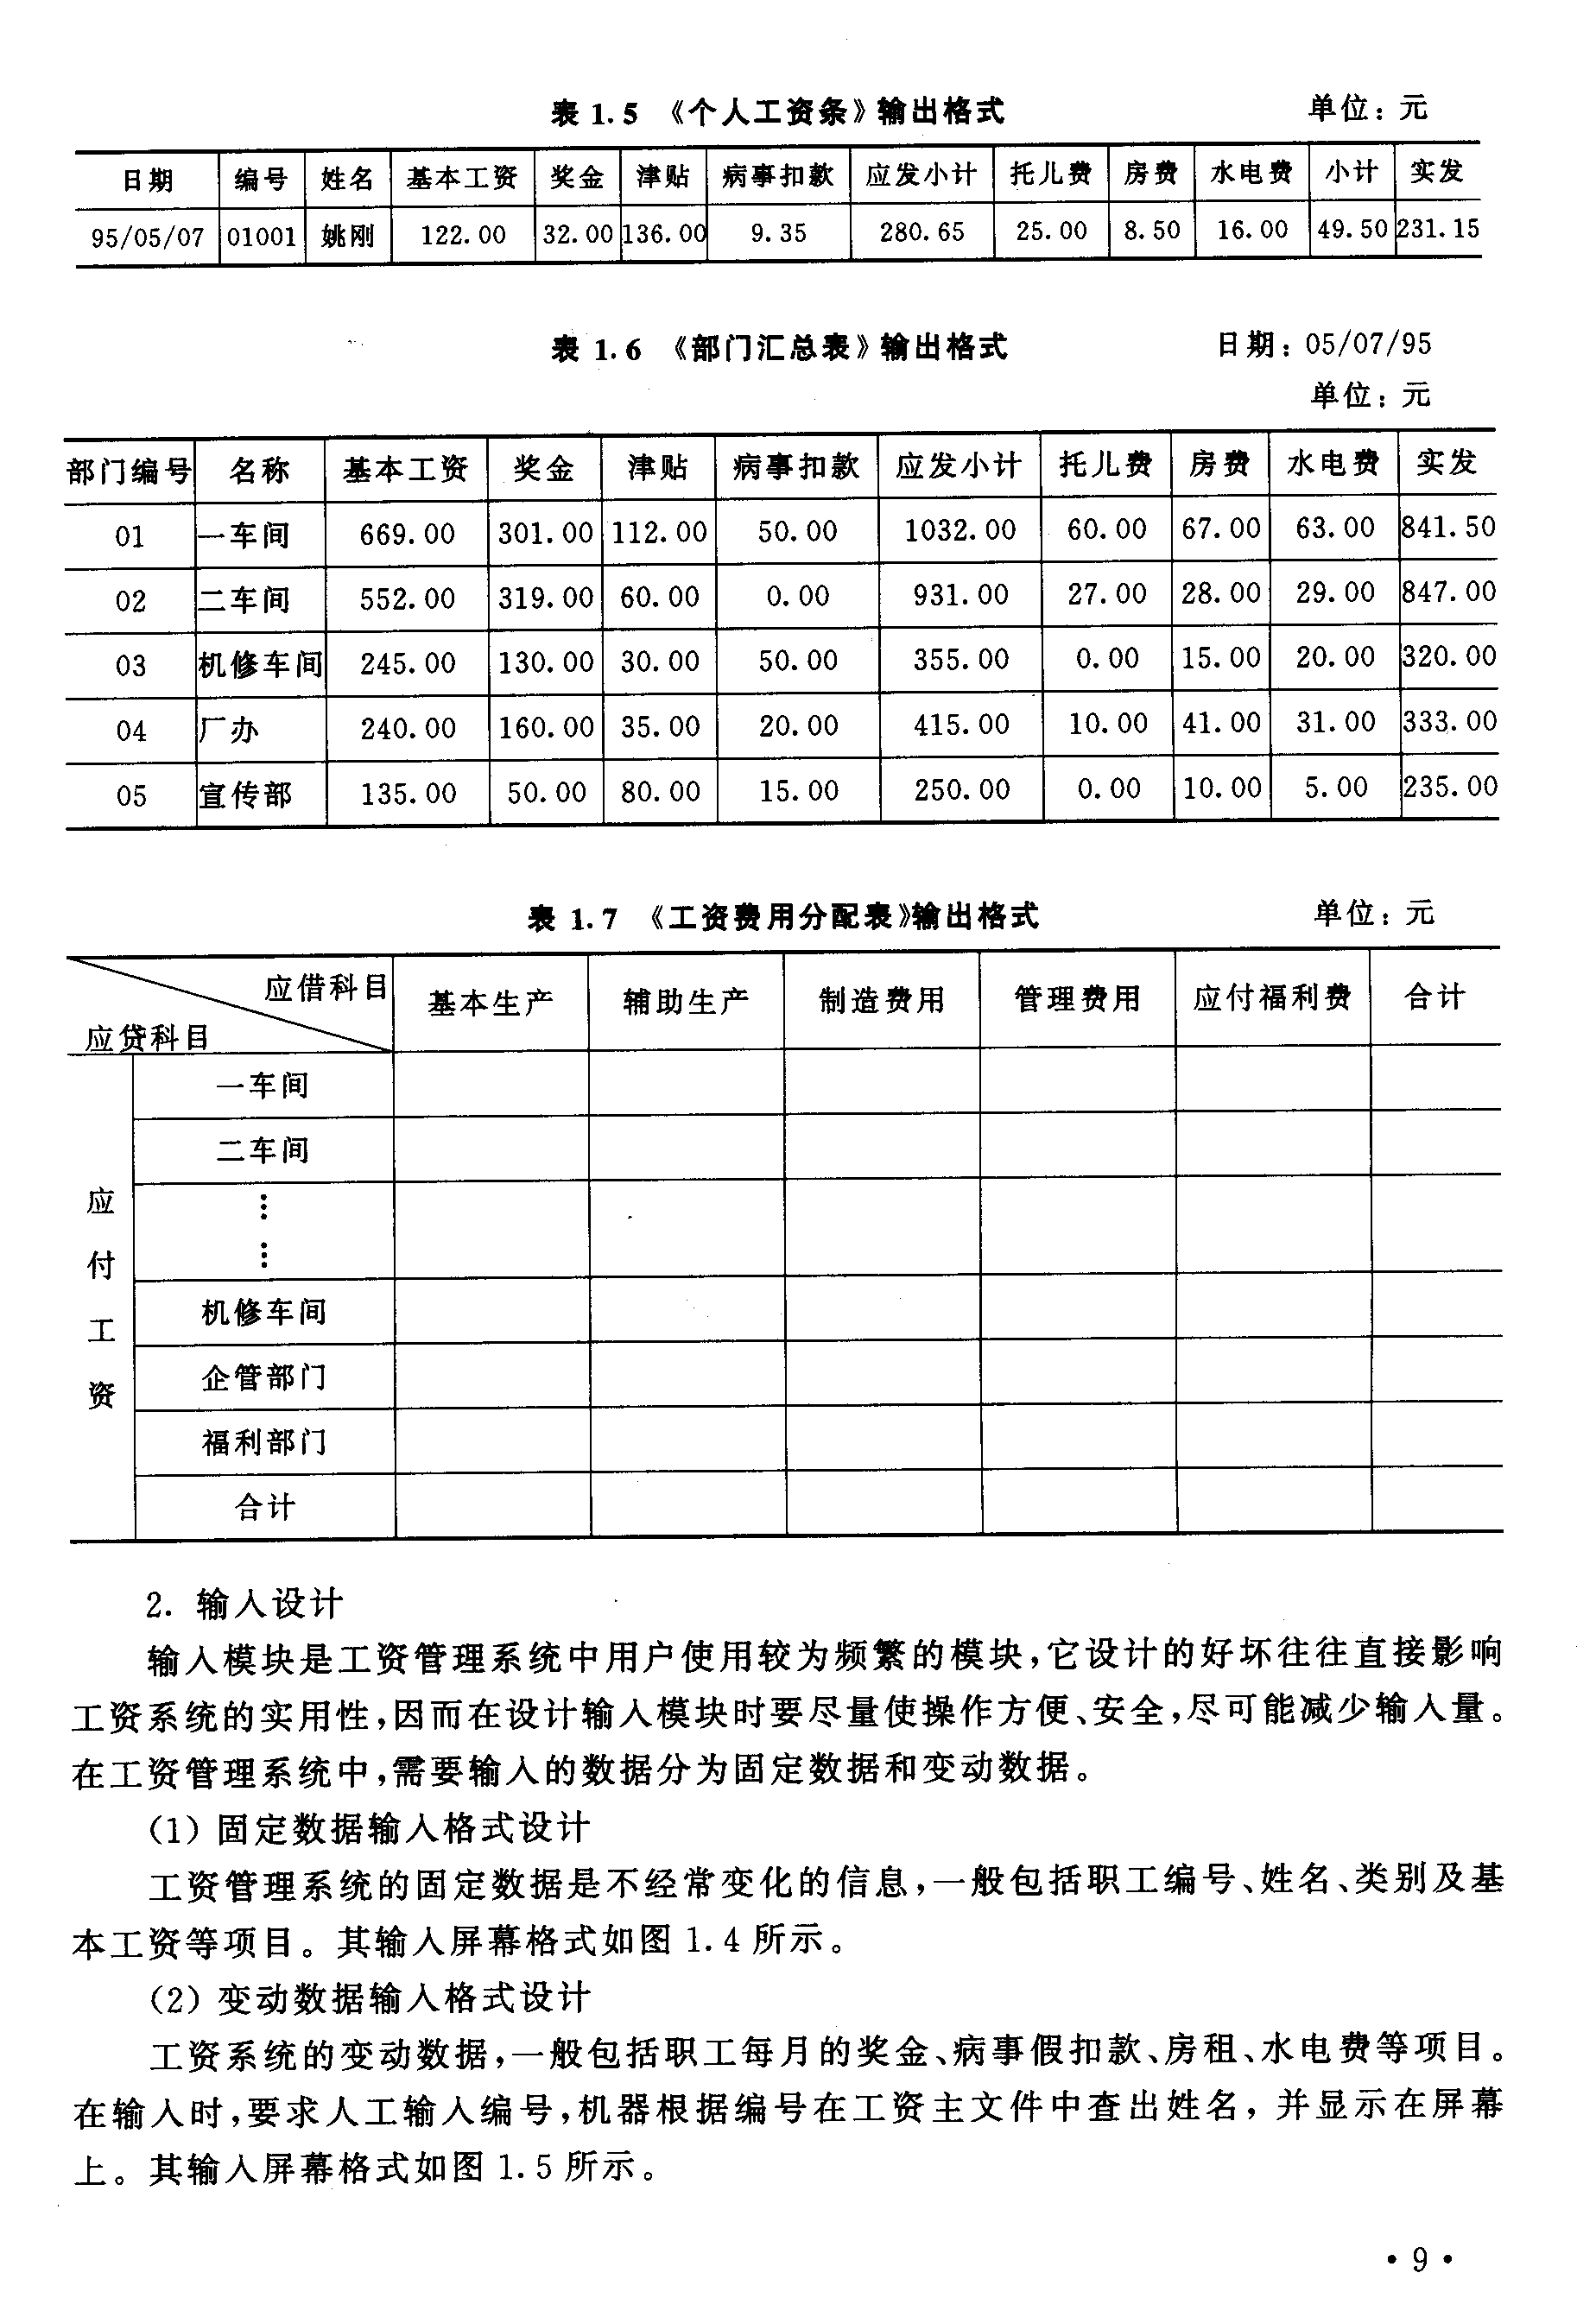 表 1.5 《个人工资条》输出格式 单位：元
日期 编号 姓名 基本工资 奖金 津贴 病事扣款 应发小计 托儿费 房费 水电费 小计 实发
95/05/07 01001 姚刚 122.00 32.00 136.00 9.35 280.65 25.00 8.50 16.00 49.50 231.15
表 1.6 《部门汇总表》输出格式 日期：05/07/95
单位：元
部门编号 名称 基本工资 奖金 津贴 病事扣款 应发小计 托儿费 房费 水电费 实发
01 一车间 669.00 301.00 112.00 50.00 1032.00 60.00 67.00 63.00 841.50
02 二车间 552.00 319.00 60.00 0.00 931.00 27.00 28.00 29.00 847.00
03 机修车间 245.00 130.00 30.00 50.00 355.00 0.00 15.00 20.00 320.00
04 厂办 240.00 160.00 35.00 20.00 415.00 10.00 41.00 31.00 333.00
05 宣传部 135.00 50.00 80.00 15.00 250.00 0.00 10.00 5.00 235.00
表 1.7 《工资费用分配表》输出格式 单位：元
应借科目 基本生产 辅助生产 制造费用 管理费用 应付福利费 合计
应贷科目
应付工资
一车间
二车间
⋮
⋮
机修车间
企管部门
福利部门
合计
2. 输入设计
输入模块是工资管理系统中用户使用较为频繁的模块，它设计的好坏往往直接影响
工资系统的实用性，因而在设计输入模块时要尽量使操作方便、安全，尽可能减少输入量。
在工资管理系统中，需要输入的数据分为固定数据和变动数据。
（1）固定数据输入格式设计
工资管理系统的固定数据是不经常变化的信息，一般包括职工编号、姓名、类别及基
本工资等项目。其输入屏幕格式如图 1.4 所示。
（2）变动数据输入格式设计
工资系统的变动数据，一般包括职工每月的奖金、病事假扣款、房租、水电费等项目。
在输入时，要求人工输入编号，机器根据编号在工资主文件中查出姓名，并显示在屏幕
上。其输入屏幕格式如图 1.5 所示。
• 9 •